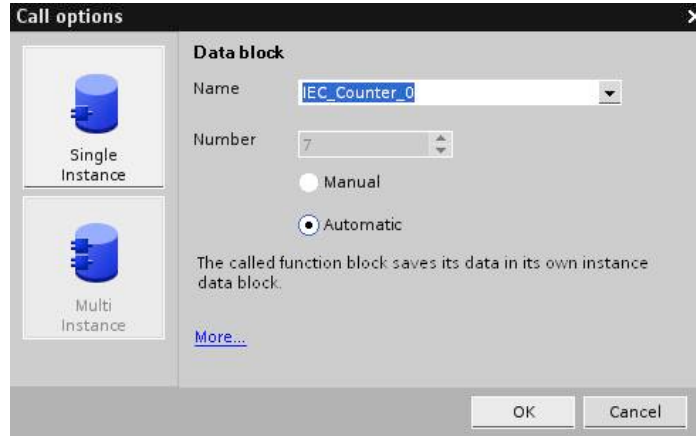 Call options
Single
Instance
Multi
Instance
Data block
Name
IEC_Counter_0
Number
7
Manual
Automatic
The called function block saves its data in its own instance
data block.
More...
OK
Cancel